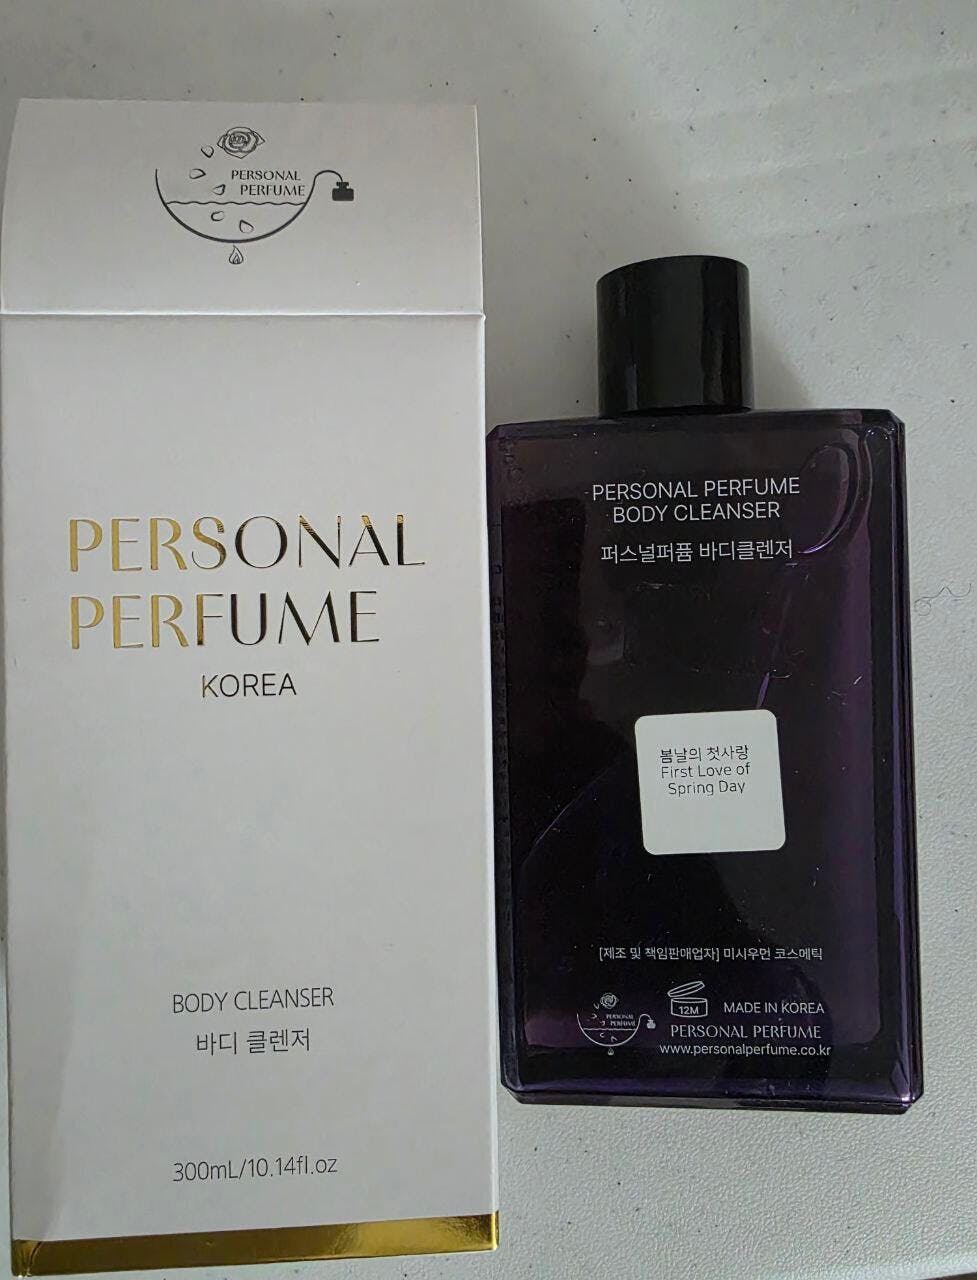 PERSONAL
PERFUME
PERSONAL
PERFUME
KOREA
BODY CLEANSER
바디 클렌저
300mL/10.14fl.oz
PERSONAL PERFUME
BODY CLEANSER
퍼스널퍼퓸 바디클렌저
봄날의 첫사랑
First Love of
Spring Day
[제조 및 책임판매업자] 미시우먼 코스메틱
PERSONAL
PERFUME
12M
MADE IN KOREA
PERSONAL PERFUME
www.personalperfume.co.kr